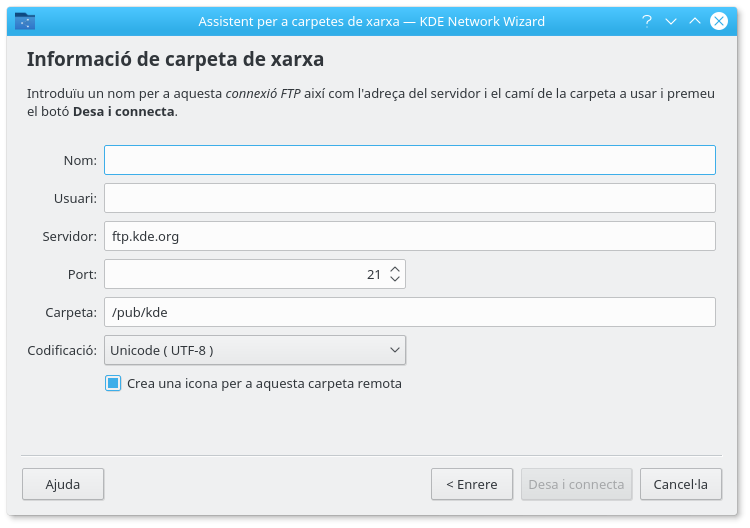 Assistent per a carpetes de xarxa — KDE Network Wizard
Informació de carpeta de xarxa
Introduïu un nom per a aquesta connexió FTP així com l'adreça del servidor i el camí de la carpeta a usar i premeu
el botó Desa i connecta.
Nom:
Usuari:
Servidor: ftp.kde.org
Port: 21
Carpeta: /pub/kde
Codificació: Unicode ( UTF-8 )
Crea una icona per a aquesta carpeta remota
Ajuda < Enrere Desa i connecta Cancel·la